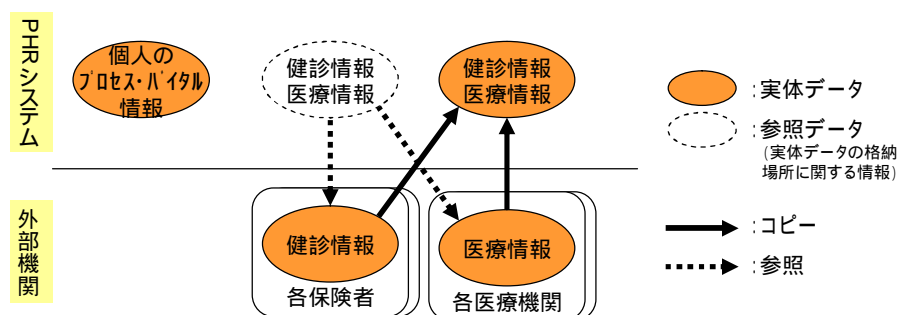 PHRシステム
個人の
プロセス・バイタル
情報
健診情報
医療情報
健診情報
医療情報
:実体データ
:参照データ
(実体データの格納
場所に関する情報)
外部機関
健診情報
各保険者
医療情報
各医療機関
:コピー
:参照